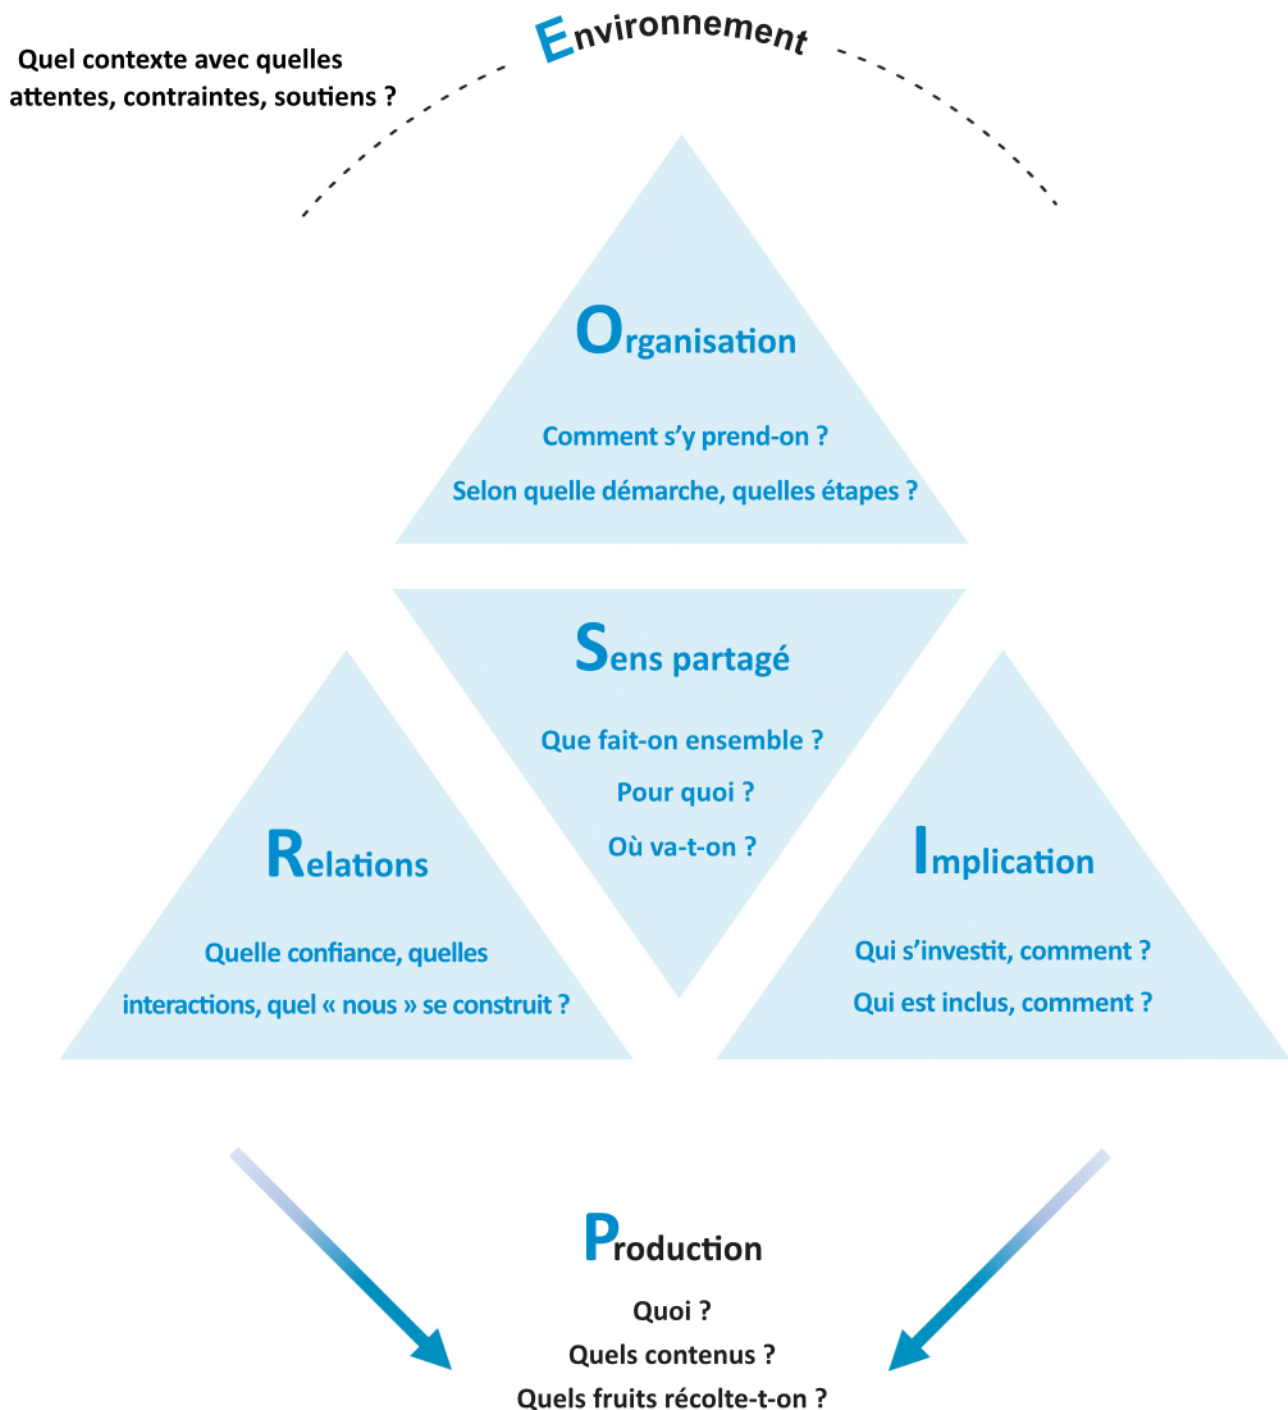 Environnement
Quel contexte avec quelles
attentes, contraintes, soutiens ?
Organisation
Comment s’y prend-on ?
Selon quelle démarche, quelles étapes ?
Sens partagé
Que fait-on ensemble ?
Pour quoi ?
Où va-t-on ?
Relations
Quelle confiance, quelles
interactions, quel « nous » se construit ?
Implication
Qui s’investit, comment ?
Qui est inclus, comment ?
Production
Quoi ?
Quels contenus ?
Quels fruits récolte-t-on ?